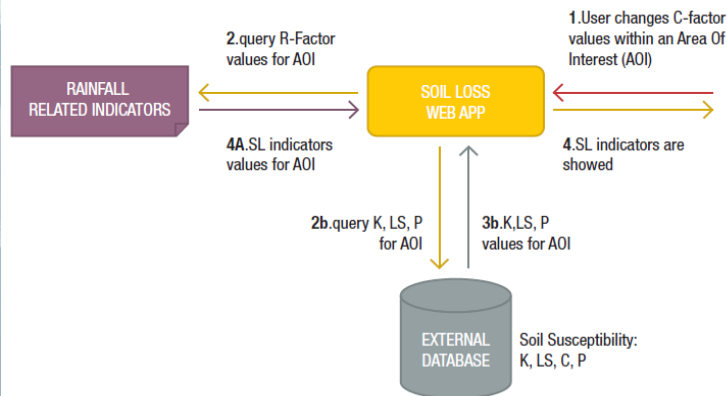 1.User changes C-factor
values within an Area Of
Interest (AOI)
2.query R-Factor
values for AOI
RAINFALL
RELATED INDICATORS
SOIL LOSS
WEB APP
4A.SL indicators
values for AOI
4.SL indicators are
showed
2b.query K, LS, P
for AOI
3b.K,LS, P
values for AOI
EXTERNAL
DATABASE
Soil Susceptibility:
K, LS, C, P